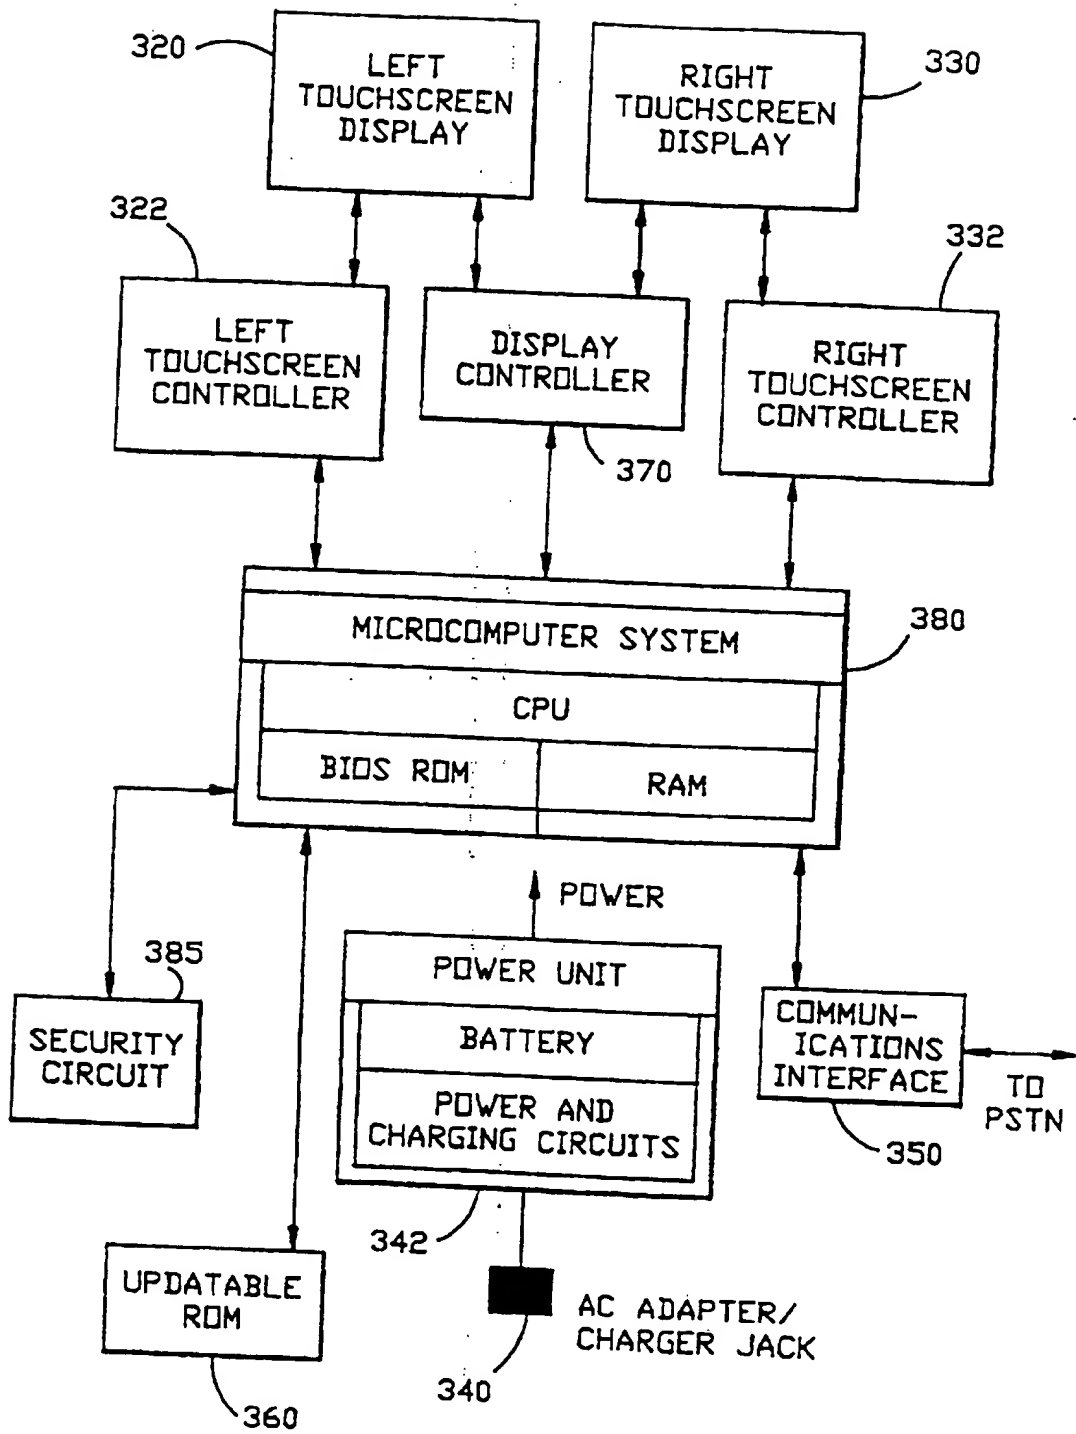 320
LEFT
TOUCHSCREEN
DISPLAY
RIGHT
TOUCHSCREEN
DISPLAY
330
322
332
LEFT
TOUCHSCREEN
CONTROLLER
DISPLAY
CONTROLLER
RIGHT
TOUCHSCREEN
CONTROLLER
370
MICROCOMPUTER SYSTEM
380
CPU
BIOS ROM
RAM
POWER
385
SECURITY
CIRCUIT
POWER UNIT
BATTERY
POWER AND
CHARGING CIRCUITS
COMMUN-
ICATIONS
INTERFACE
TO
PSTN
350
342
UPDATABLE
ROM
AC ADAPTER/
CHARGER JACK
340
360